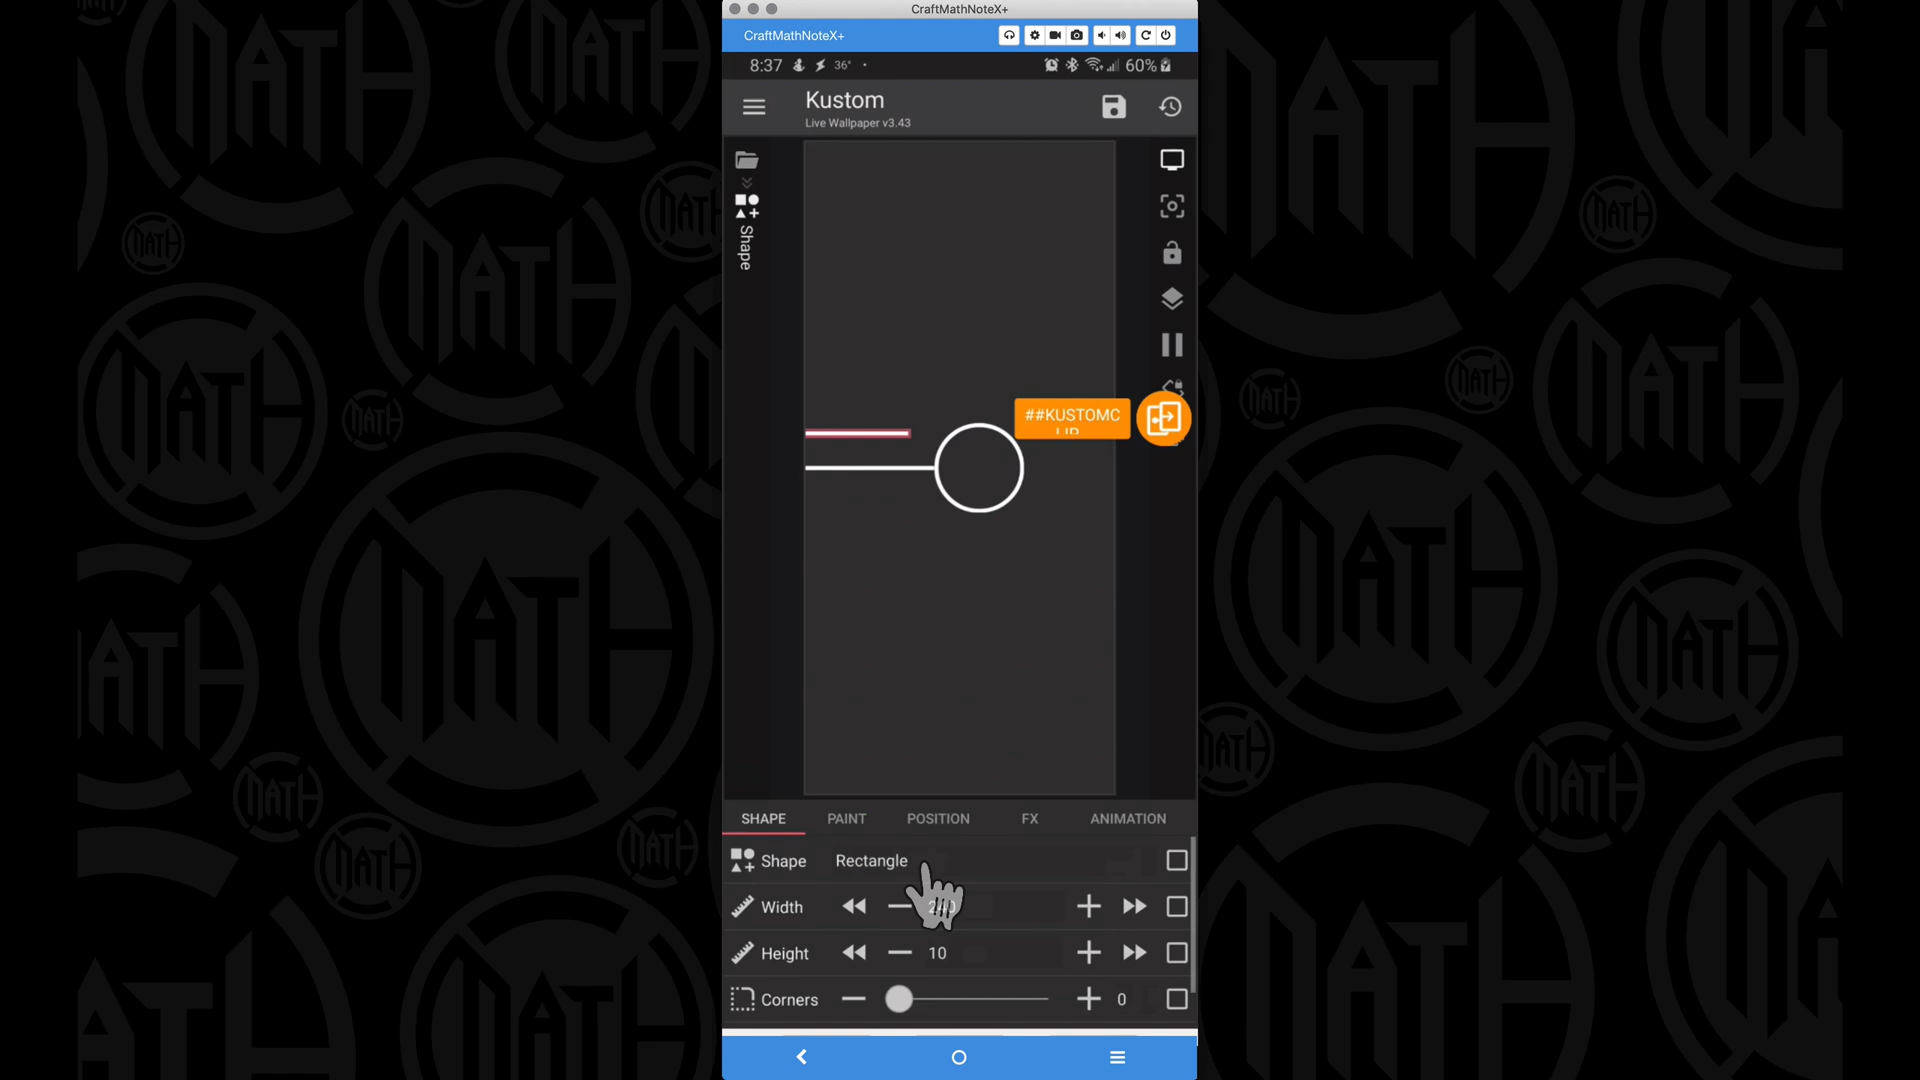 CraftMathNoteX+
CraftMathNoteX+
8:37 36° 60%
Kustom
Live Wallpaper v3.43
Shape
##KUSTOMC
SHAPE PAINT POSITION FX ANIMATION
Shape Rectangle
Width
Height 10
Corners 0
MATH